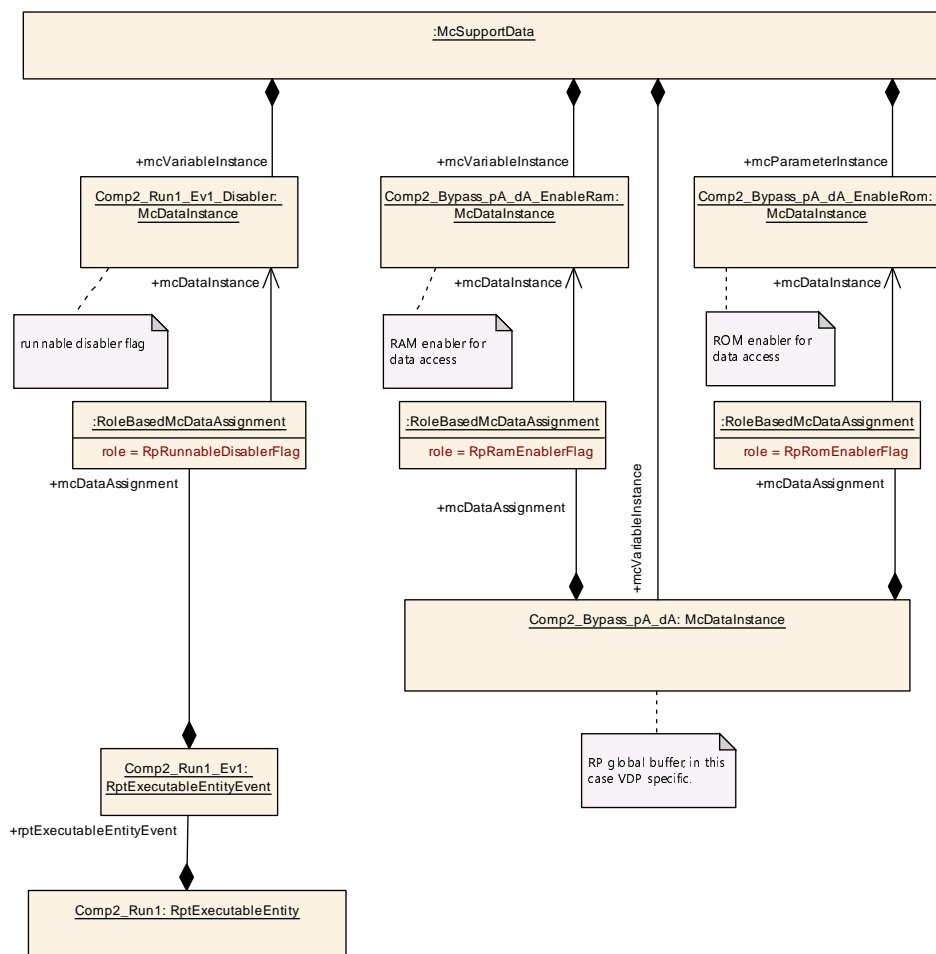 :McSupportData
+mcVariableInstance
+mcVariableInstance
+mcParameterInstance
Comp2_Run1_Ev1_Disabler:
McDataInstance
Comp2_Bypass_pA_dA_EnableRam:
McDataInstance
Comp2_Bypass_pA_dA_EnableRom:
McDataInstance
+mcDataInstance
+mcDataInstance
+mcDataInstance
runnable disabler flag
RAM enabler for
data access
ROM enabler for
data access
:RoleBasedMcDataAssignment
role = RpRunnableDisablerFlag
:RoleBasedMcDataAssignment
role = RpRamEnablerFlag
:RoleBasedMcDataAssignment
role = RpRomEnablerFlag
+mcDataAssignment
+mcDataAssignment
+mcDataAssignment
+mcVariableInstance
Comp2_Bypass_pA_dA: McDataInstance
RP global buffer, in this
case VDP specific.
Comp2_Run1_Ev1:
RptExecutableEntityEvent
+rptExecutableEntityEvent
Comp2_Run1: RptExecutableEntity